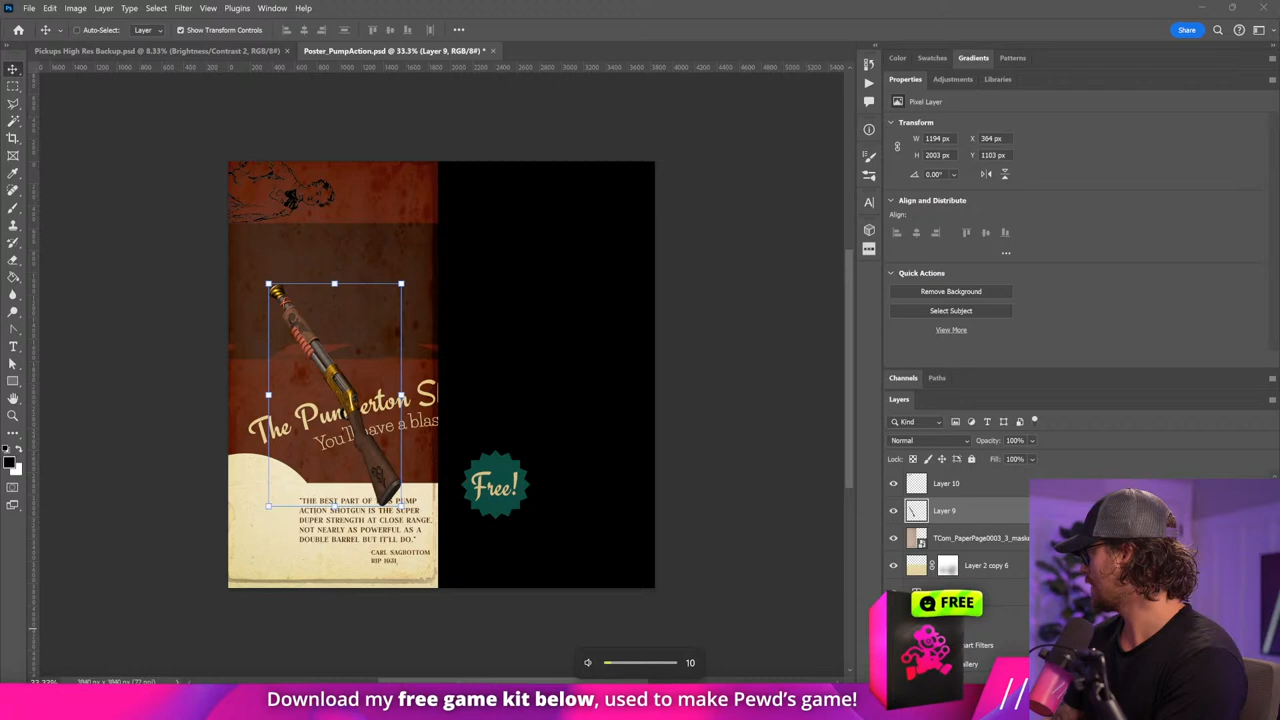 File Edit Image Layer Type Select Filter View Plugins Window Help
Auto-Select: Layer Show Transform Controls Share
Pickups High Res Backup.psd @ 8.33% (Brightness/Contrast 2, RGB/8#) × Poster_PumpAction.psd @ 33.3% (Layer 9, RGB/8#) * ×
Color Swatches Gradients Patterns
Properties Adjustments Libraries
Pixel Layer
Transform
W 1194 px X 364 px
H 2003 px Y 1103 px
0.00°
Align and Distribute
Align:
Quick Actions
Remove Background
Select Subject
View More
Channels Paths
Layers
Kind
Normal Opacity: 100%
Lock: Fill: 100%
Layer 10
Layer 9
TCom_PaperPage0003_3_maske
Layer 2 copy 6
You'll have a blas
Free!
"THE BEST PART OF PUMP
ACTION SHOTGUN IS THE SUPER
DUPER STRENGTH AT CLOSE RANGE.
NOT NEARLY AS POWERFUL AS A
DOUBLE BARREL BUT IT'LL DO."
CARL SAGBOTTOM
RIP 1931
10
FREE
Download my free game kit below, used to make Pewd's game!